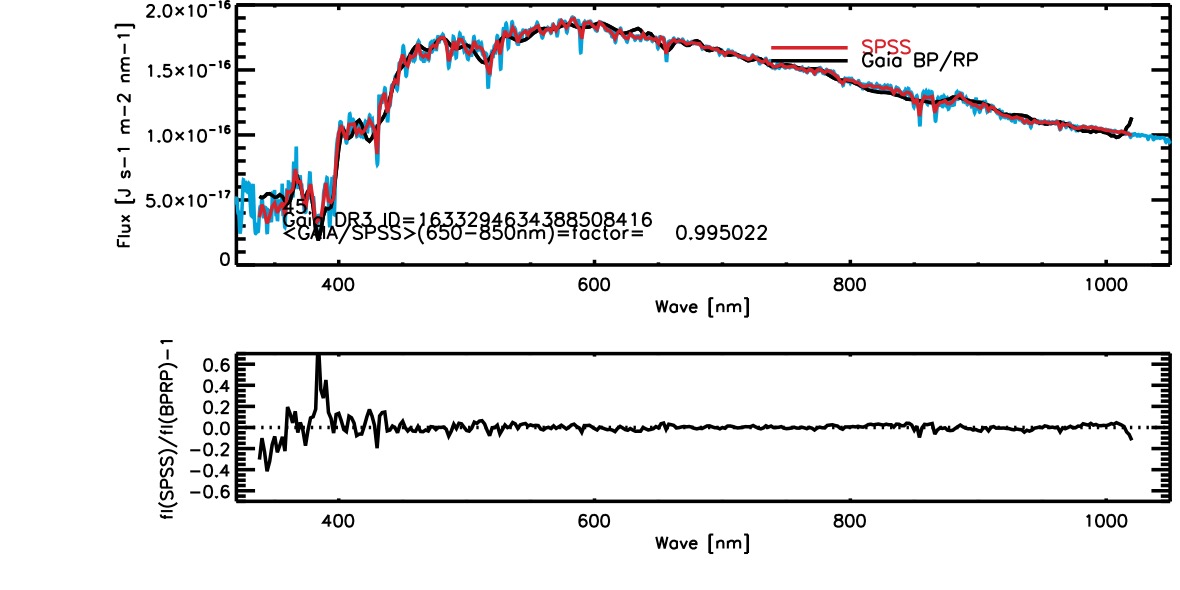 2.0×10⁻¹⁶
1.5×10⁻¹⁶
1.0×10⁻¹⁶
5.0×10⁻¹⁷
0
Flux [J s−1 m−2 nm−1]
SPSS
Gaia BP/RP
45
Gaia DR3 ID=1633294634388508416
<GAIA/SPSS>(650−850nm)=factor= 0.995022
400 600 800 1000
Wave [nm]
fl(SPSS)/fl(BPRP)−1
0.6
0.4
0.2
0.0
−0.2
−0.4
−0.6
400 600 800 1000
Wave [nm]